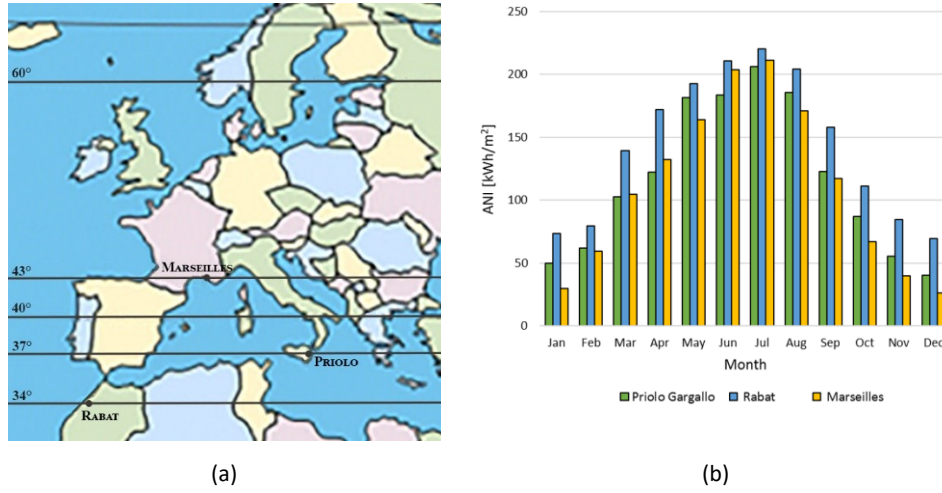 60°
MARSEILLES
43°
40°
37°
PRIOLO
34°
RABAT
(a)
250
200
150
100
50
0
ANI [kWh/m²]
Jan Feb Mar Apr May Jun Jul Aug Sep Oct Nov Dec
Month
Priolo Gargallo Rabat Marseilles
(b)